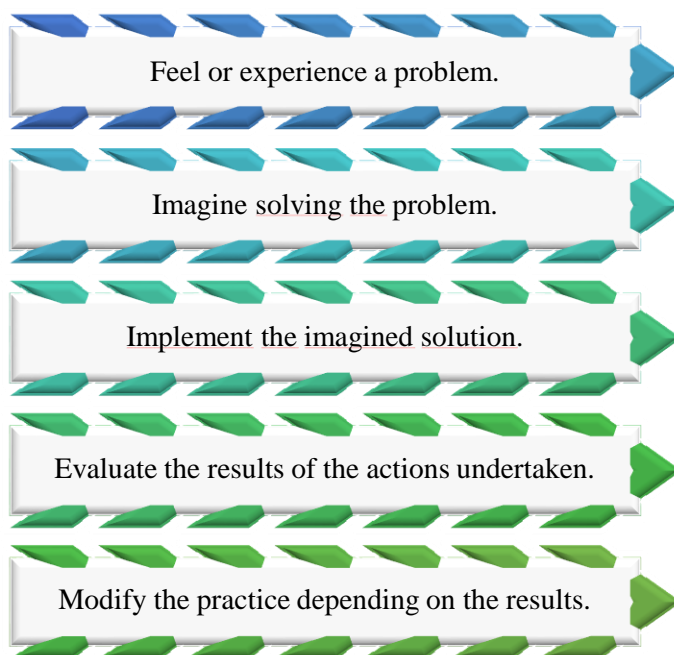 Feel or experience a problem.
Imagine solving the problem.
Implement the imagined solution.
Evaluate the results of the actions undertaken.
Modify the practice depending on the results.